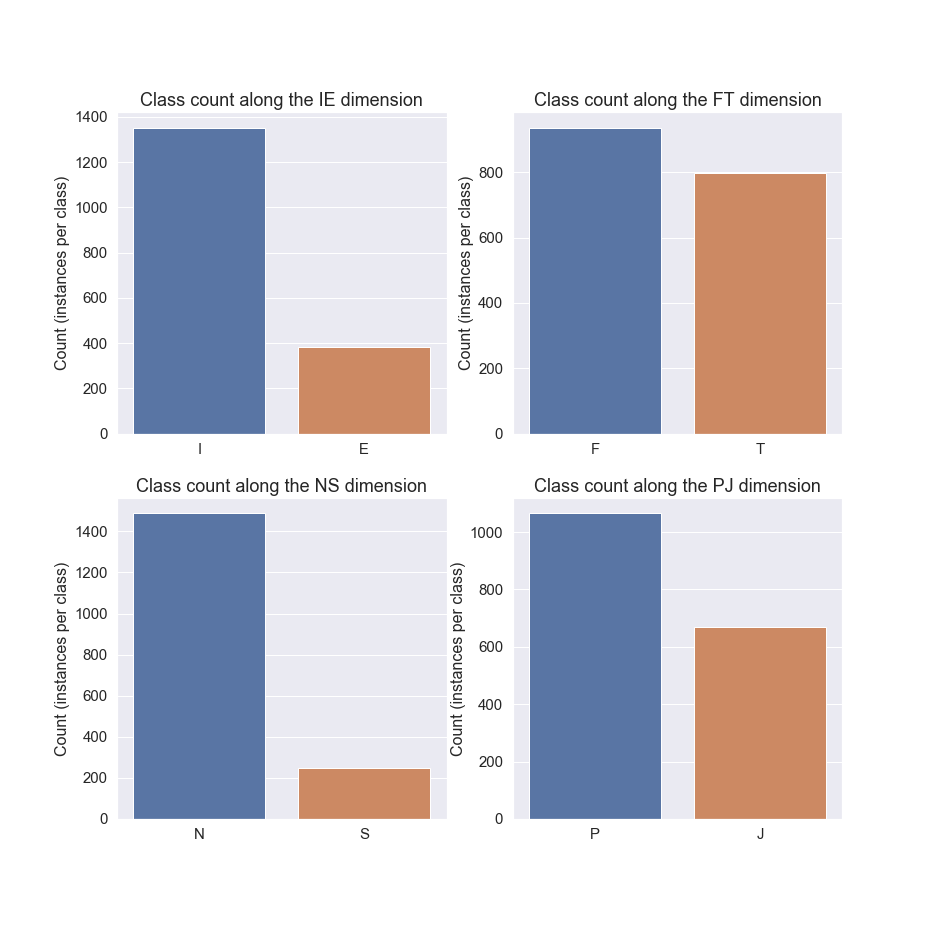 Class count along the IE dimension
1400
1200
1000
800
600
400
200
0
Count (instances per class)
I E
Class count along the FT dimension
800
600
400
200
0
Count (instances per class)
F T
Class count along the NS dimension
1400
1200
1000
800
600
400
200
0
Count (instances per class)
N S
Class count along the PJ dimension
1000
800
600
400
200
0
Count (instances per class)
P J